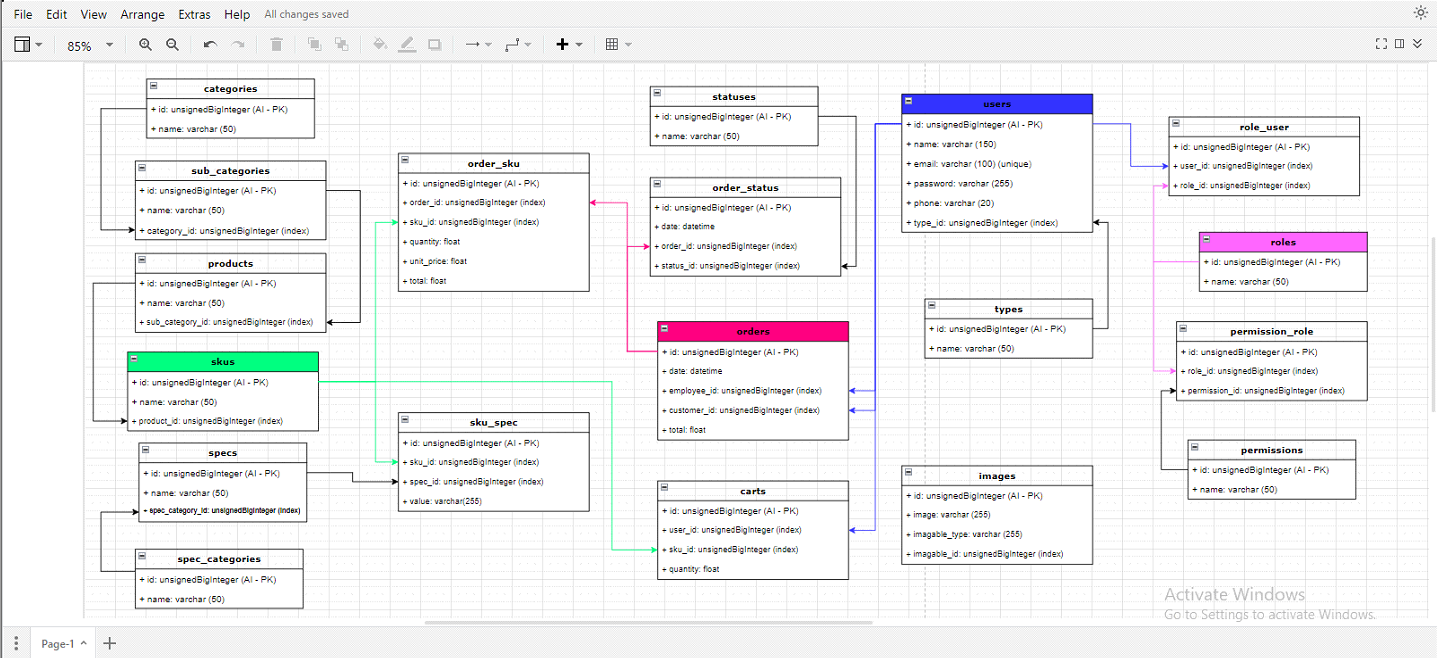 File Edit View Arrange Extras Help All changes saved
85%
categories
+ id: unsignedBigInteger (AI - PK)
+ name: varchar (50)
sub_categories
+ id: unsignedBigInteger (AI - PK)
+ name: varchar (50)
+ category_id: unsignedBigInteger (index)
products
+ id: unsignedBigInteger (AI - PK)
+ name: varchar (50)
+ sub_category_id: unsignedBigInteger (index)
skus
+ id: unsignedBigInteger (AI - PK)
+ name: varchar (50)
+ product_id: unsignedBigInteger (index)
specs
+ id: unsignedBigInteger (AI - PK)
+ name: varchar (50)
+ spec_category_id: unsignedBigInteger (index)
spec_categories
+ id: unsignedBigInteger (AI - PK)
+ name: varchar (50)
order_sku
+ id: unsignedBigInteger (AI - PK)
+ order_id: unsignedBigInteger (index)
+ sku_id: unsignedBigInteger (index)
+ quantity: float
+ unit_price: float
+ total: float
sku_spec
+ id: unsignedBigInteger (AI - PK)
+ sku_id: unsignedBigInteger (index)
+ spec_id: unsignedBigInteger (index)
+ value: varchar(255)
statuses
+ id: unsignedBigInteger (AI - PK)
+ name: varchar (50)
order_status
+ id: unsignedBigInteger (AI - PK)
+ date: datetime
+ order_id: unsignedBigInteger (index)
+ status_id: unsignedBigInteger (index)
orders
+ id: unsignedBigInteger (AI - PK)
+ date: datetime
+ employee_id: unsignedBigInteger (index)
+ customer_id: unsignedBigInteger (index)
+ total: float
carts
+ id: unsignedBigInteger (AI - PK)
+ user_id: unsignedBigInteger (index)
+ sku_id: unsignedBigInteger (index)
+ quantity: float
users
+ id: unsignedBigInteger (AI - PK)
+ name: varchar (150)
+ email: varchar (100) (unique)
+ password: varchar (255)
+ phone: varchar (20)
+ type_id: unsignedBigInteger (index)
types
+ id: unsignedBigInteger (AI - PK)
+ name: varchar (50)
images
+ id: unsignedBigInteger (AI - PK)
+ image: varchar (255)
+ imagable_type: varchar (255)
+ imagable_id: unsignedBigInteger (index)
role_user
+ id: unsignedBigInteger (AI - PK)
+ user_id: unsignedBigInteger (index)
+ role_id: unsignedBigInteger (index)
roles
+ id: unsignedBigInteger (AI - PK)
+ name: varchar (50)
permission_role
+ id: unsignedBigInteger (AI - PK)
+ role_id: unsignedBigInteger (index)
+ permission_id: unsignedBigInteger (index)
permissions
+ id: unsignedBigInteger (AI - PK)
+ name: varchar (50)
Activate Windows
Go to Settings to activate Windows.
Page-1